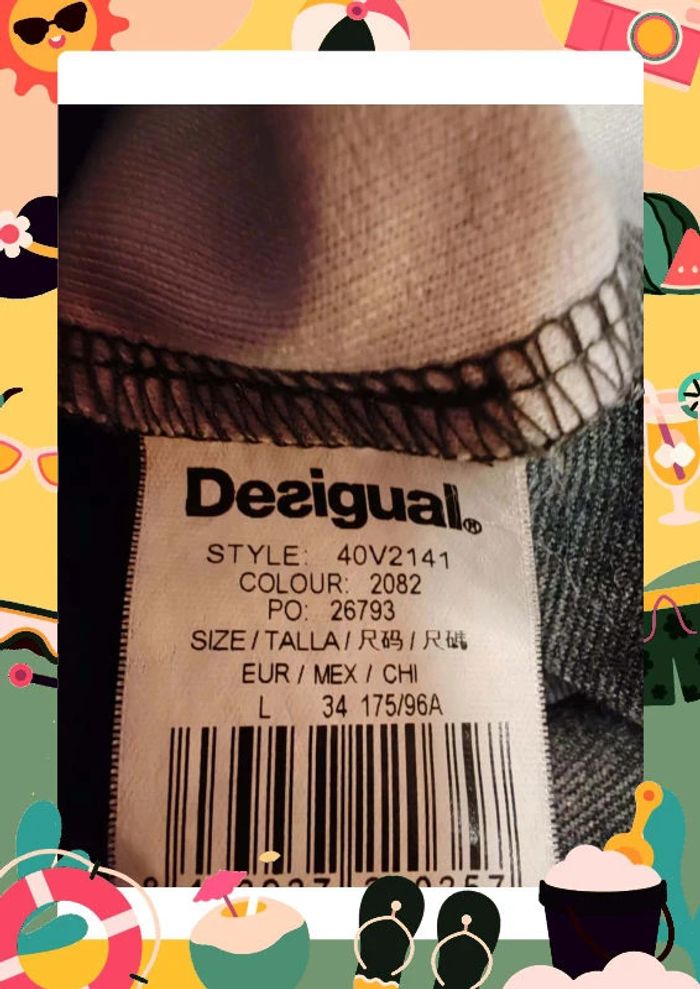 Desigual®
STYLE: 40V2141
COLOUR: 2082
PO: 26793
SIZE / TALLA / 尺码 / 尺碼
EUR / MEX / CHI
L 34 175/96A